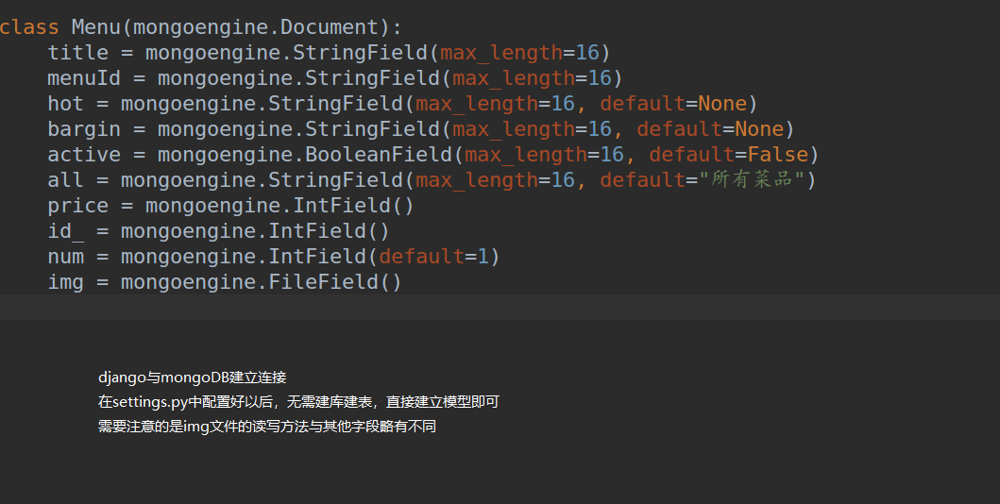 class Menu(mongoengine.Document):
    title = mongoengine.StringField(max_length=16)
    menuId = mongoengine.StringField(max_length=16)
    hot = mongoengine.StringField(max_length=16, default=None)
    bargin = mongoengine.StringField(max_length=16, default=None)
    active = mongoengine.BooleanField(max_length=16, default=False)
    all = mongoengine.StringField(max_length=16, default="所有菜品")
    price = mongoengine.IntField()
    id_ = mongoengine.IntField()
    num = mongoengine.IntField(default=1)
    img = mongoengine.FileField()
django与mongoDB建立连接
在settings.py中配置好以后，无需建库建表，直接建立模型即可
需要注意的是img文件的读写方法与其他字段略有不同